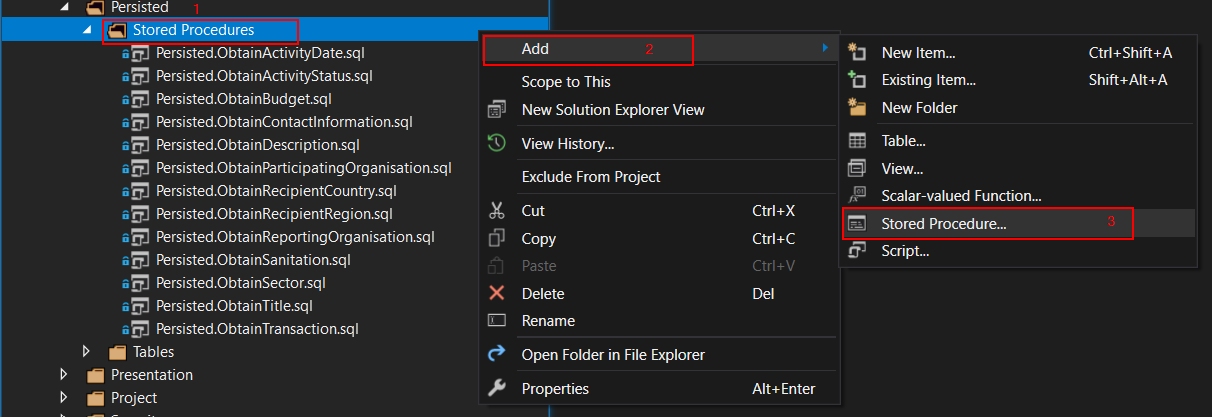 Persisted
1
Stored Procedures
Persisted.ObtainActivityDate.sql
Persisted.ObtainActivityStatus.sql
Persisted.ObtainBudget.sql
Persisted.ObtainContactInformation.sql
Persisted.ObtainDescription.sql
Persisted.ObtainParticipatingOrganisation.sql
Persisted.ObtainRecipientCountry.sql
Persisted.ObtainRecipientRegion.sql
Persisted.ObtainReportingOrganisation.sql
Persisted.ObtainSanitation.sql
Persisted.ObtainSector.sql
Persisted.ObtainTitle.sql
Persisted.ObtainTransaction.sql
Tables
Presentation
Project
Add 2
Scope to This
New Solution Explorer View
View History...
Exclude From Project
Cut Ctrl+X
Copy Ctrl+C
Paste Ctrl+V
Delete Del
Rename
Open Folder in File Explorer
Properties Alt+Enter
New Item... Ctrl+Shift+A
Existing Item... Shift+Alt+A
New Folder
Table...
View...
Scalar-valued Function...
Stored Procedure... 3
Script...